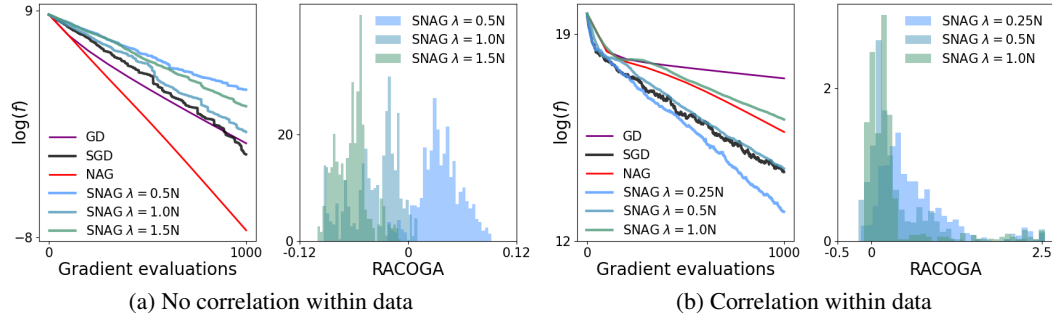 9
log(f)
-8
GD
SGD
NAG
SNAG λ = 0.5N
SNAG λ = 1.0N
SNAG λ = 1.5N
0
1000
Gradient evaluations
SNAG λ = 0.5N
SNAG λ = 1.0N
SNAG λ = 1.5N
20
0
-0.12
0.00
0.12
RACOGA
19
log(f)
12
GD
SGD
NAG
SNAG λ = 0.25N
SNAG λ = 0.5N
SNAG λ = 1.0N
0
1000
Gradient evaluations
SNAG λ = 0.25N
SNAG λ = 0.5N
SNAG λ = 1.0N
2
0
-0.5
0
2.5
RACOGA
(a) No correlation within data
(b) Correlation within data